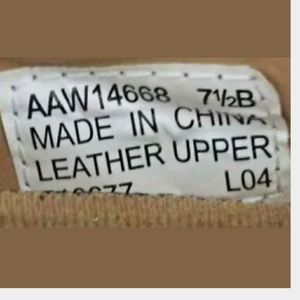 AAW14668 7½B
MADE IN CHINA
LEATHER UPPER
L04